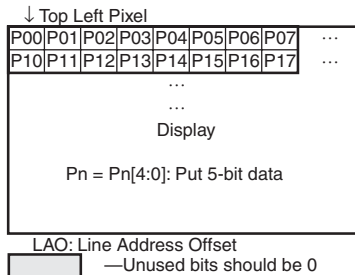 ↓ Top Left Pixel
P00 P01 P02 P03 P04 P05 P06 P07 ...
P10 P11 P12 P13 P14 P15 P16 P17 ...
...
...
Display
Pn = Pn[4:0]: Put 5-bit data
LAO: Line Address Offset
—Unused bits should be 0